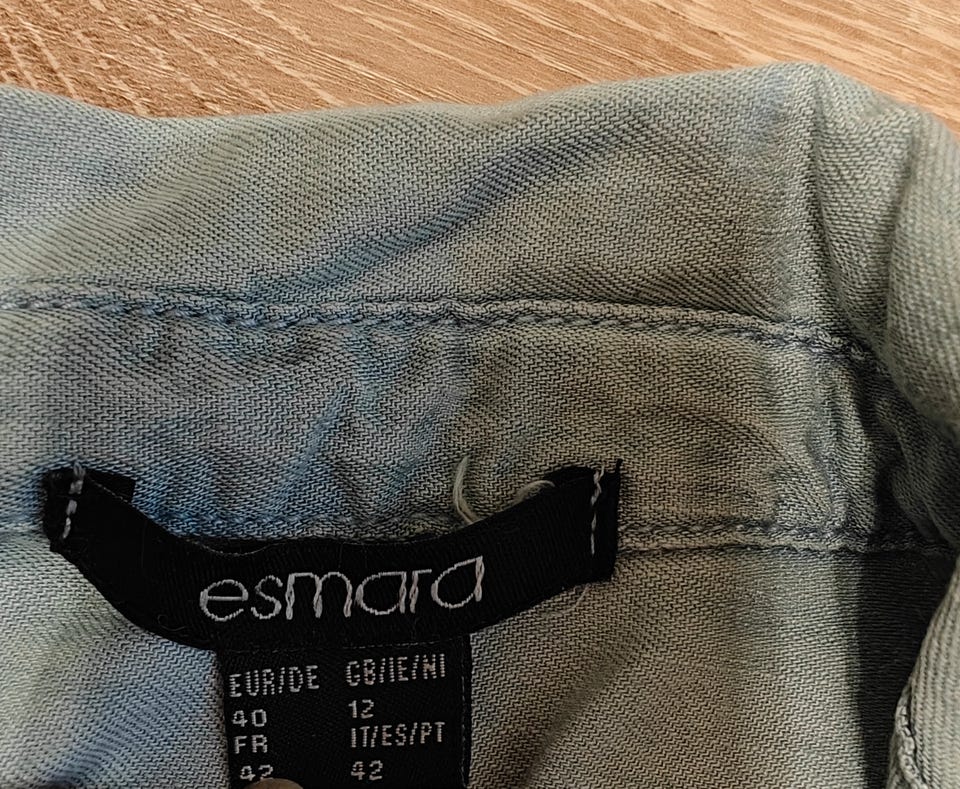 esmara
EUR/DE GB/IE/NI
40 12
FR IT/ES/PT
42 42